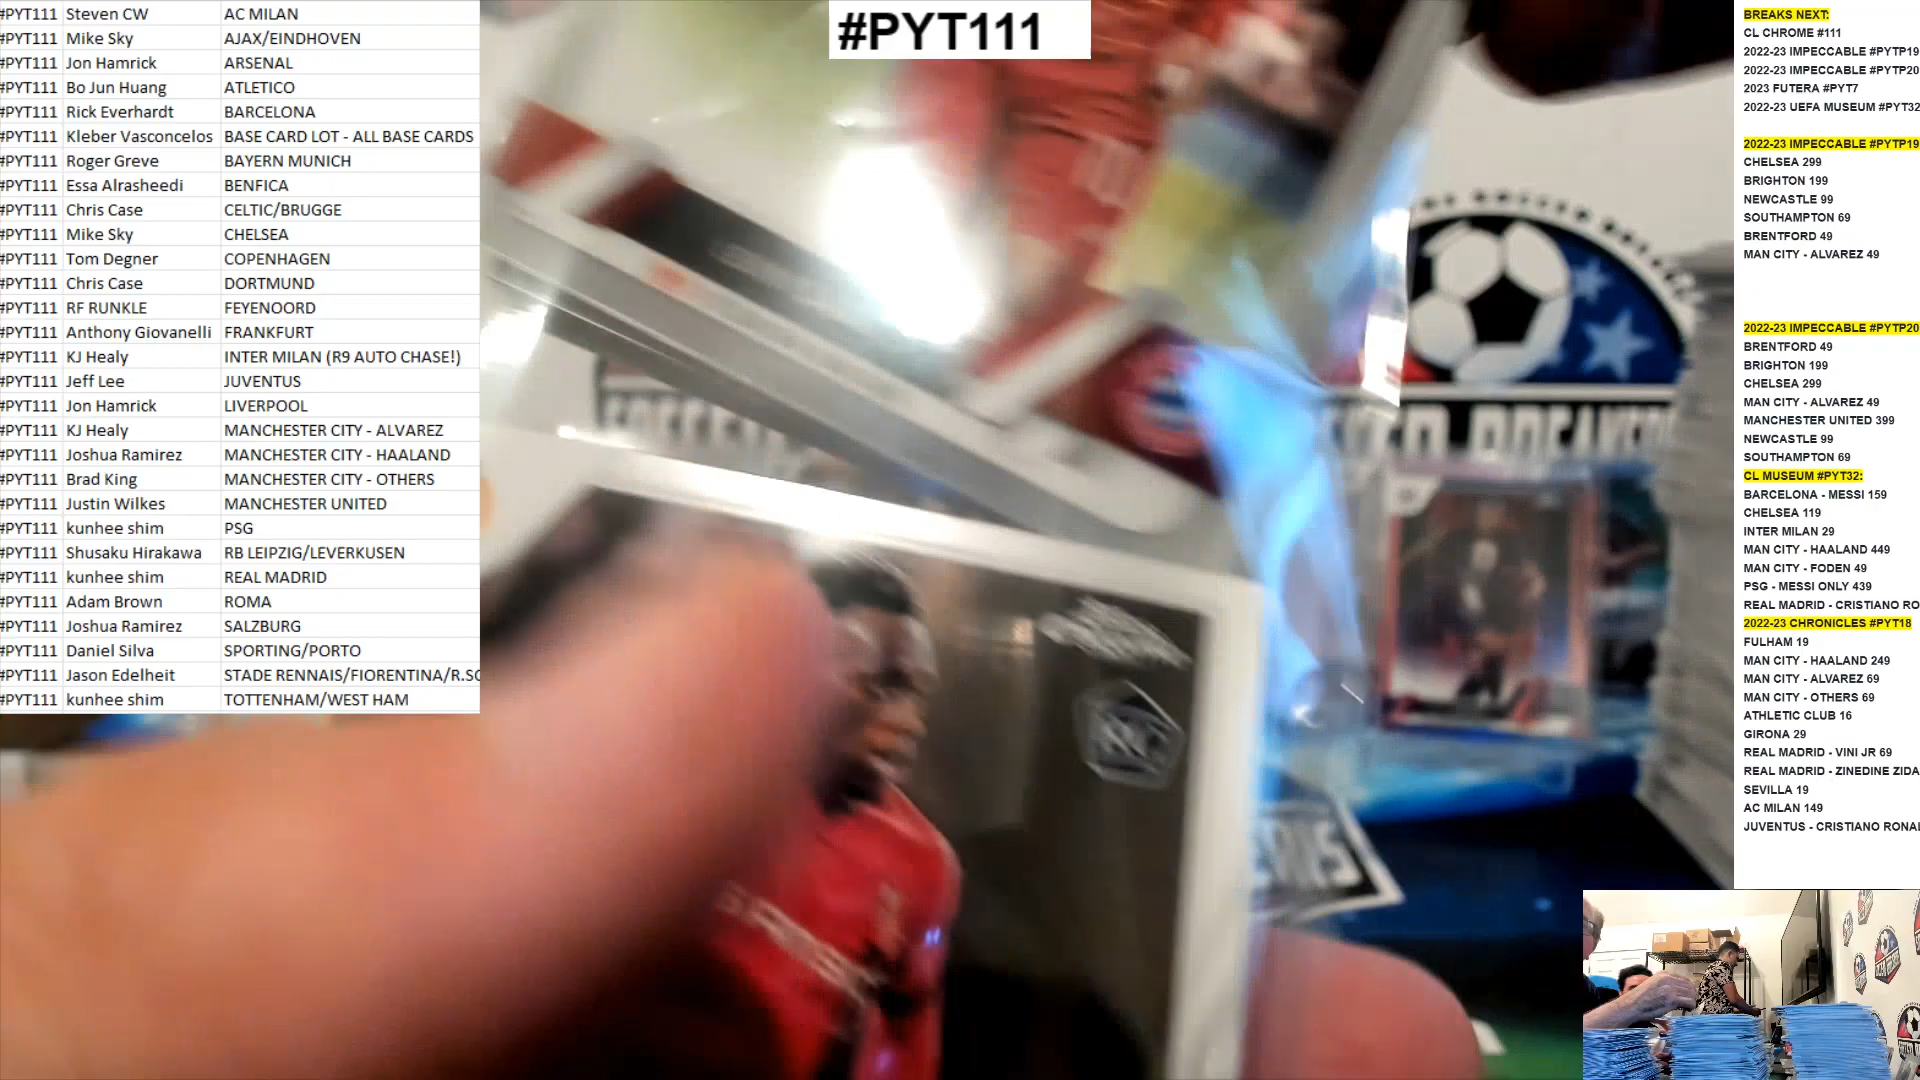 #PYT111
#PYT111 Steven CW AC MILAN
#PYT111 Mike Sky AJAX/EINDHOVEN
#PYT111 Jon Hamrick ARSENAL
#PYT111 Bo Jun Huang ATLETICO
#PYT111 Rick Everhardt BARCELONA
#PYT111 Kleber Vasconcelos BASE CARD LOT - ALL BASE CARDS
#PYT111 Roger Greve BAYERN MUNICH
#PYT111 Essa Alrasheedi BENFICA
#PYT111 Chris Case CELTIC/BRUGGE
#PYT111 Mike Sky CHELSEA
#PYT111 Tom Degner COPENHAGEN
#PYT111 Chris Case DORTMUND
#PYT111 RF RUNKLE FEYENOORD
#PYT111 Anthony Giovanelli FRANKFURT
#PYT111 KJ Healy INTER MILAN (R9 AUTO CHASE!)
#PYT111 Jeff Lee JUVENTUS
#PYT111 Jon Hamrick LIVERPOOL
#PYT111 KJ Healy MANCHESTER CITY - ALVAREZ
#PYT111 Joshua Ramirez MANCHESTER CITY - HAALAND
#PYT111 Brad King MANCHESTER CITY - OTHERS
#PYT111 Justin Wilkes MANCHESTER UNITED
#PYT111 kunhee shim PSG
#PYT111 Shusaku Hirakawa RB LEIPZIG/LEVERKUSEN
#PYT111 kunhee shim REAL MADRID
#PYT111 Adam Brown ROMA
#PYT111 Joshua Ramirez SALZBURG
#PYT111 Daniel Silva SPORTING/PORTO
#PYT111 Jason Edelheit STADE RENNAIS/FIORENTINA/R.SC
#PYT111 kunhee shim TOTTENHAM/WEST HAM
BREAKS NEXT:
CL CHROME #111
2022-23 IMPECCABLE #PYTP19
2022-23 IMPECCABLE #PYTP20
2023 FUTERA #PYT7
2022-23 UEFA MUSEUM #PYT32
2022-23 IMPECCABLE #PYTP19
CHELSEA 299
BRIGHTON 199
NEWCASTLE 99
SOUTHAMPTON 69
BRENTFORD 49
MAN CITY - ALVAREZ 49
2022-23 IMPECCABLE #PYTP20
BRENTFORD 49
BRIGHTON 199
CHELSEA 299
MAN CITY - ALVAREZ 49
MANCHESTER UNITED 399
NEWCASTLE 99
SOUTHAMPTON 69
CL MUSEUM #PYT32:
BARCELONA - MESSI 159
CHELSEA 119
INTER MILAN 29
MAN CITY - HAALAND 449
MAN CITY - FODEN 49
PSG - MESSI ONLY 439
REAL MADRID - CRISTIANO RO
2022-23 CHRONICLES #PYT18
FULHAM 19
MAN CITY - HAALAND 249
MAN CITY - ALVAREZ 69
MAN CITY - OTHERS 69
ATHLETIC CLUB 16
GIRONA 29
REAL MADRID - VINI JR 69
REAL MADRID - ZINEDINE ZIDA
SEVILLA 19
AC MILAN 149
JUVENTUS - CRISTIANO RONAL